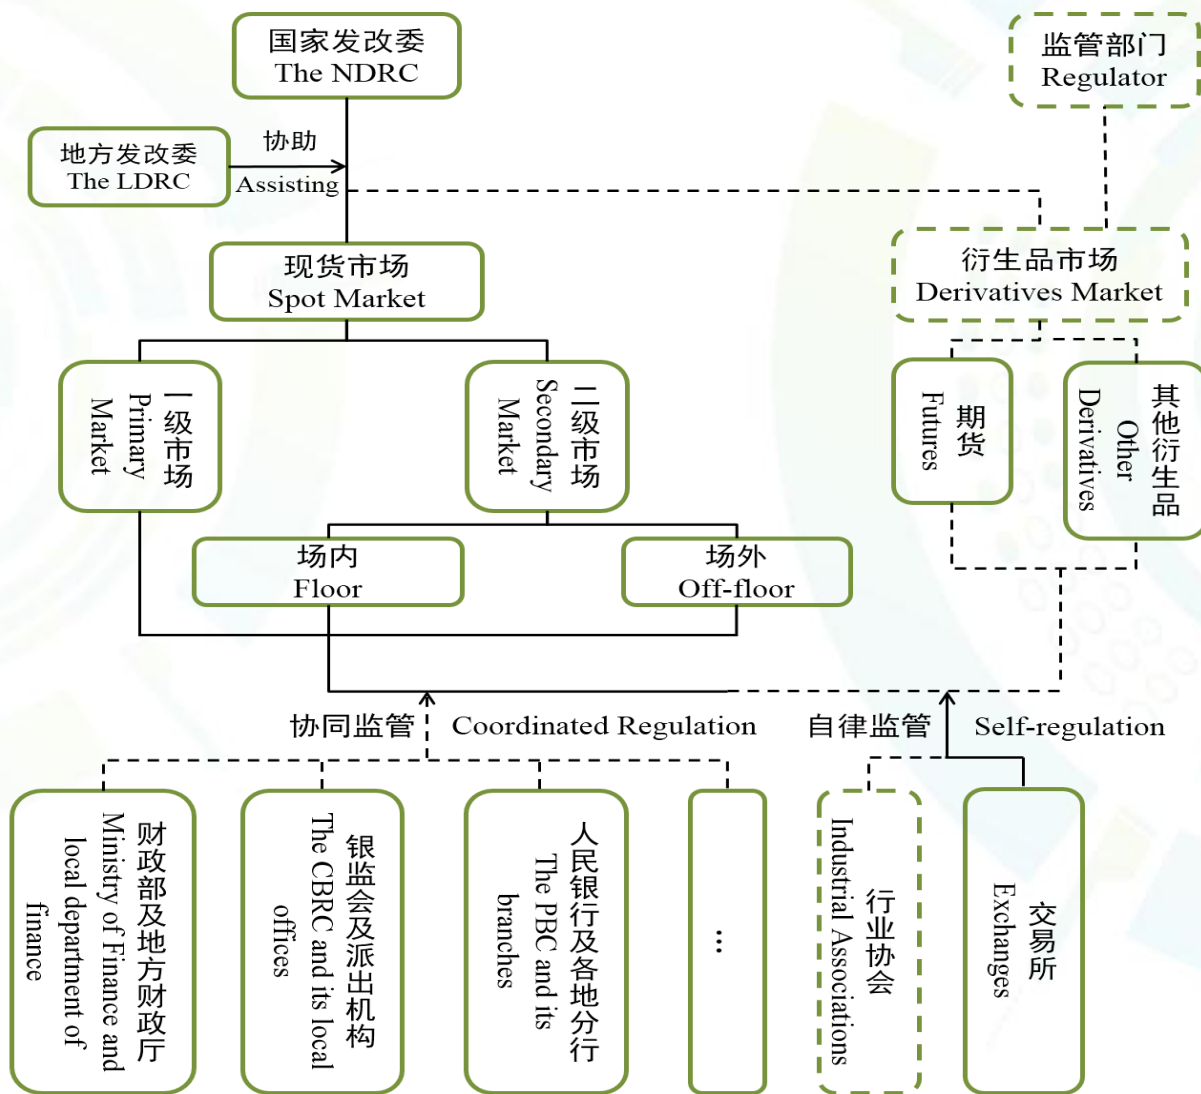 国家发改委
The NDRC
监管部门
Regulator
地方发改委
The LDRC
协助
Assisting
现货市场
Spot Market
衍生品市场
Derivatives Market
一级市场
Primary
Market
二级市场
Secondary
Market
期货
Futures
其他衍生品
Other
Derivatives
场内
Floor
场外
Off-floor
协同监管
Coordinated Regulation
自律监管
Self-regulation
财政部及地方财政厅
Ministry of Finance and
local department of
finance
银监会及派出机构
The CBRC and its local
offices
人民银行及各地分行
The PBC and its
branches
...
行业协会
Industrial Associations
交易所
Exchanges